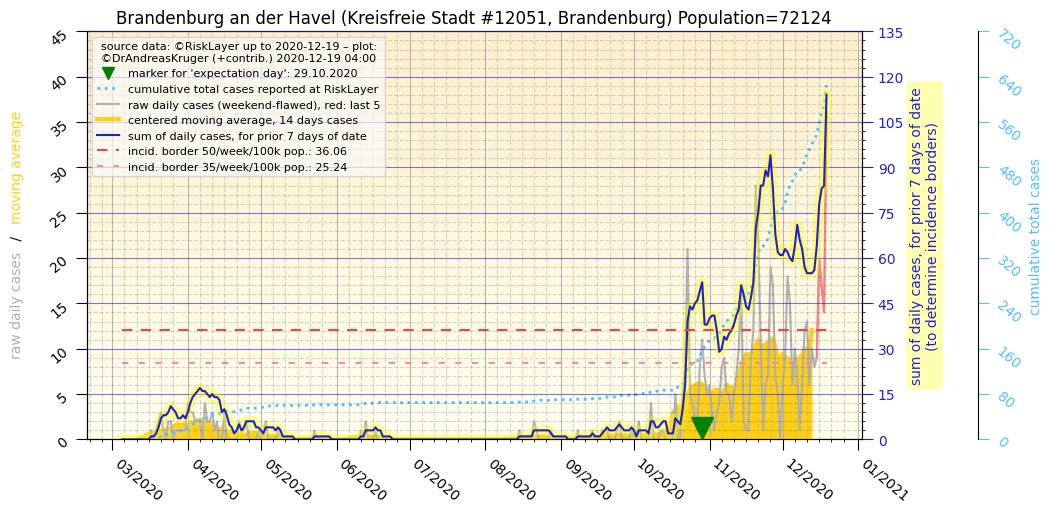 Brandenburg an der Havel (Kreisfreie Stadt #12051, Brandenburg) Population=72124
source data: ©RiskLayer up to 2020-12-19 – plot:
©DrAndreasKruger (+contrib.) 2020-12-19 04:00
marker for 'expectation day': 29.10.2020
cumulative total cases reported at RiskLayer
raw daily cases (weekend-flawed), red: last 5
centered moving average, 14 days cases
sum of daily cases, for prior 7 days of date
incid. border 50/week/100k pop.: 36.06
incid. border 35/week/100k pop.: 25.24
raw daily cases / moving average
45
40
35
30
25
20
15
10
5
0
135
120
105
90
75
60
45
30
15
0
sum of daily cases, for prior 7 days of date
(to determine incidence borders)
720
640
560
480
400
320
240
160
80
0
cumulative total cases
03/2020
04/2020
05/2020
06/2020
07/2020
08/2020
09/2020
10/2020
11/2020
12/2020
01/2021